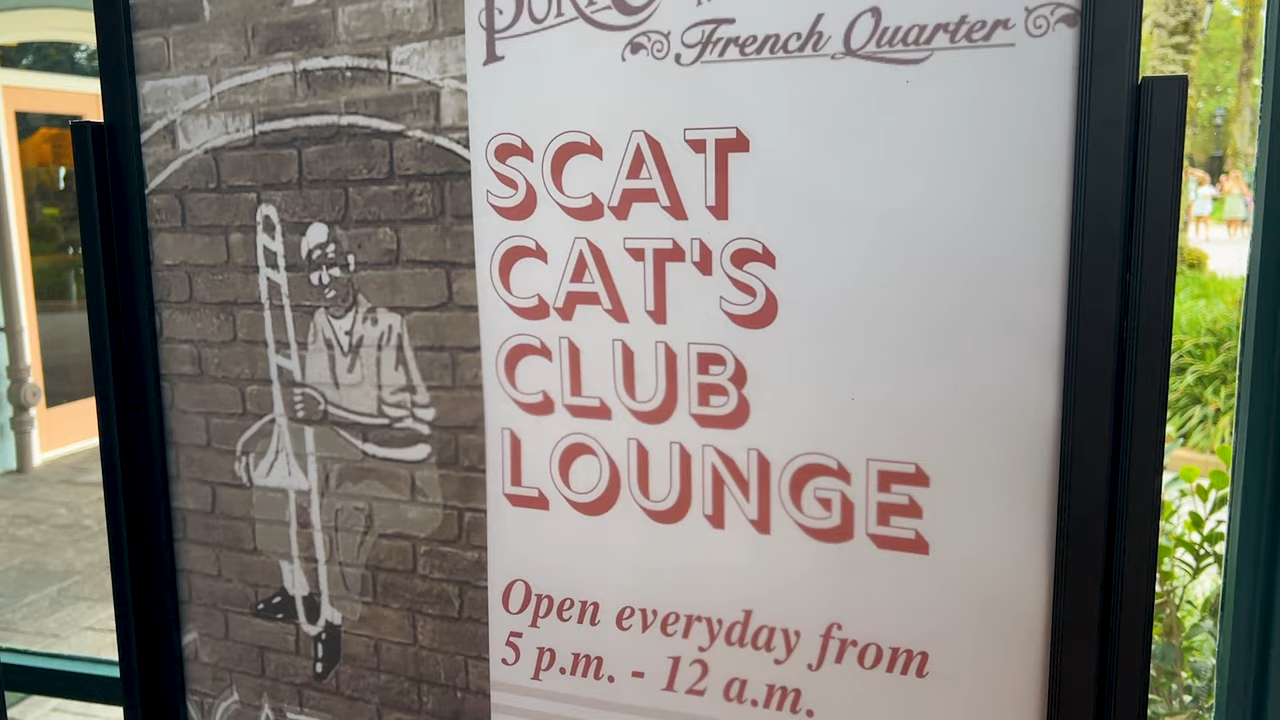 French Quarter
SCAT
CAT'S
CLUB
LOUNGE
Open everyday from
5 p.m. - 12 a.m.